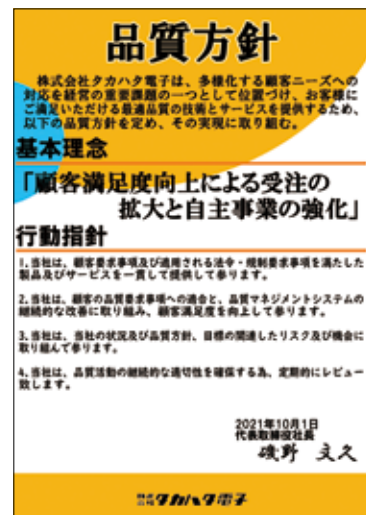 品質方針
株式会社タカハタ電子は、多様化する顧客ニーズへの
対応を経営の重要課題の一つとして位置づけ、お客様に
ご満足いただける最適品質の技術とサービスを提供するため、
以下の品質方針を定め、その実現に取り組む。
基本理念
「顧客満足度向上による受注の
拡大と自主事業の強化」
行動指針
1.当社は、顧客要求事項及び適用される法令・規制要求事項を満たした
製品及びサービスを一貫して提供して参ります。
2.当社は、顧客の品質要求事項への適合と、品質マネジメントシステムの
継続的な改善に取り組み、顧客満足度を向上して参ります。
3.当社は、当社の状況及び品質方針、目標の関連したリスク及び機会に
取り組んで参ります。
4.当社は、品質活動の継続的な適切性を確保する為、定期的にレビュー
致します。
2021年10月1日
代表取締役社長
磯野 文久
株式会社タカハタ電子